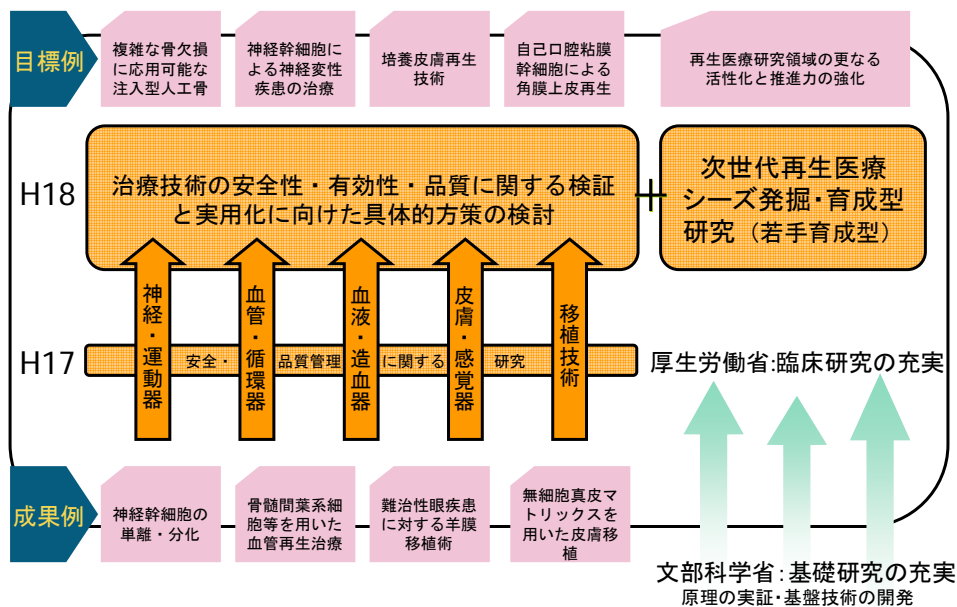 目標例
複雑な骨欠損
に応用可能な
注入型人工骨
神経幹細胞に
よる神経変性
疾患の治療
培養皮膚再生
技術
自己口腔粘膜
幹細胞による
角膜上皮再生
再生医療研究領域の更なる
活性化と推進力の強化
H18
治療技術の安全性・有効性・品質に関する検証
と実用化に向けた具体的方策の検討
+
次世代再生医療
シーズ発掘・育成型
研究（若手育成型）
神経・運動器
血管・循環器
血液・造血器
皮膚・感覚器
移植技術
H17
安全・品質管理に関する研究
厚生労働省:臨床研究の充実
成果例
神経幹細胞の
単離・分化
骨髄間葉系細
胞等を用いた
血管再生治療
難治性眼疾患
に対する羊膜
移植術
無細胞真皮マ
トリックスを
用いた皮膚移
植
文部科学省：基礎研究の充実
原理の実証・基盤技術の開発